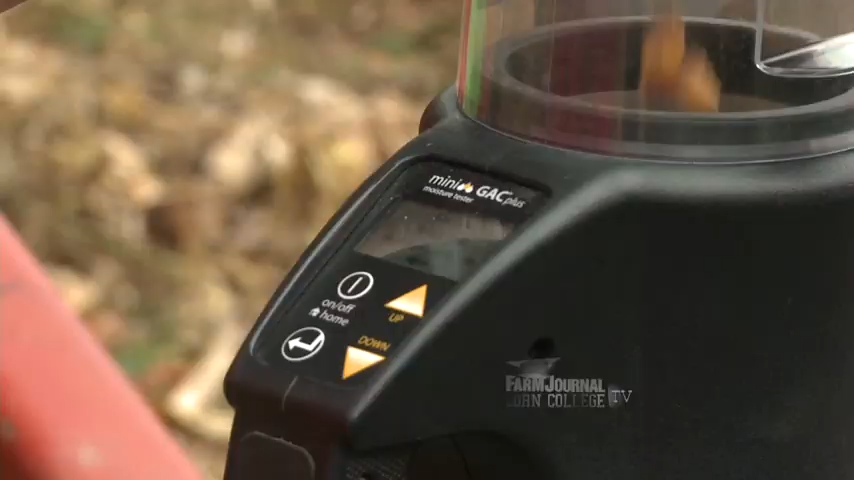 mini GAC plus
moisture tester
on/off
home
UP
DOWN
FARM JOURNAL
CORN COLLEGE TV